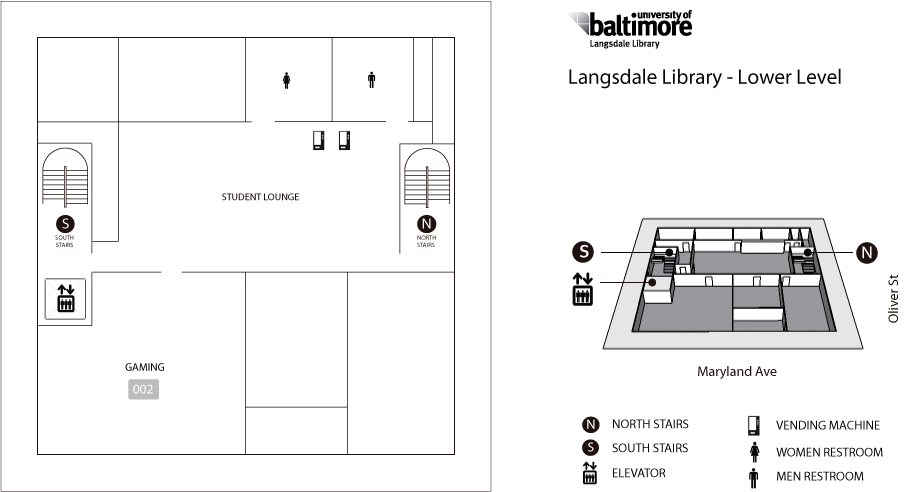 university of
baltimore
Langsdale Library
Langsdale Library - Lower Level
STUDENT LOUNGE
S
SOUTH
STAIRS
N
NORTH
STAIRS
GAMING
002
S
N
Oliver St
Maryland Ave
N NORTH STAIRS
S SOUTH STAIRS
ELEVATOR
VENDING MACHINE
WOMEN RESTROOM
MEN RESTROOM